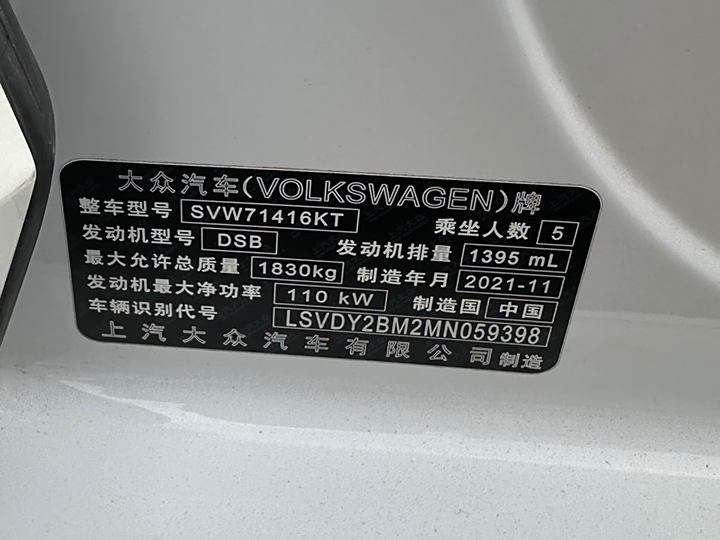 大众汽车(VOLKSWAGEN)牌
整车型号 SVW71416KT 乘坐人数 5
发动机型号 DSB 发动机排量 1395 mL
最大允许总质量 1830kg 制造年月 2021-11
发动机最大净功率 110 kW 制造国 中国
车辆识别代号 LSVDY2BM2MN059398
上汽大众汽车有限公司制造